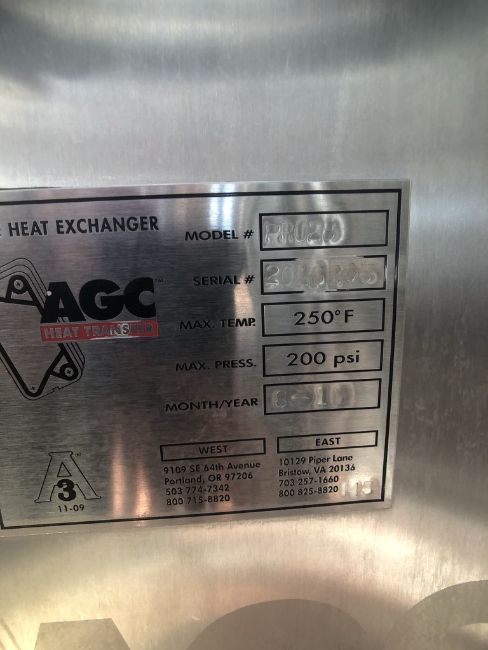 HEAT EXCHANGER
MODEL #
SERIAL #
AGC™
HEAT TRANSFER
MAX. TEMP. 250°F
MAX. PRESS. 200 psi
MONTH/YEAR
WEST
9109 SE 64th Avenue
Portland, OR 97206
503 774-7342
800 715-8820
EAST
10129 Piper Lane
Bristow, VA 20136
703 257-1660
800 825-8820
A
3
11-09